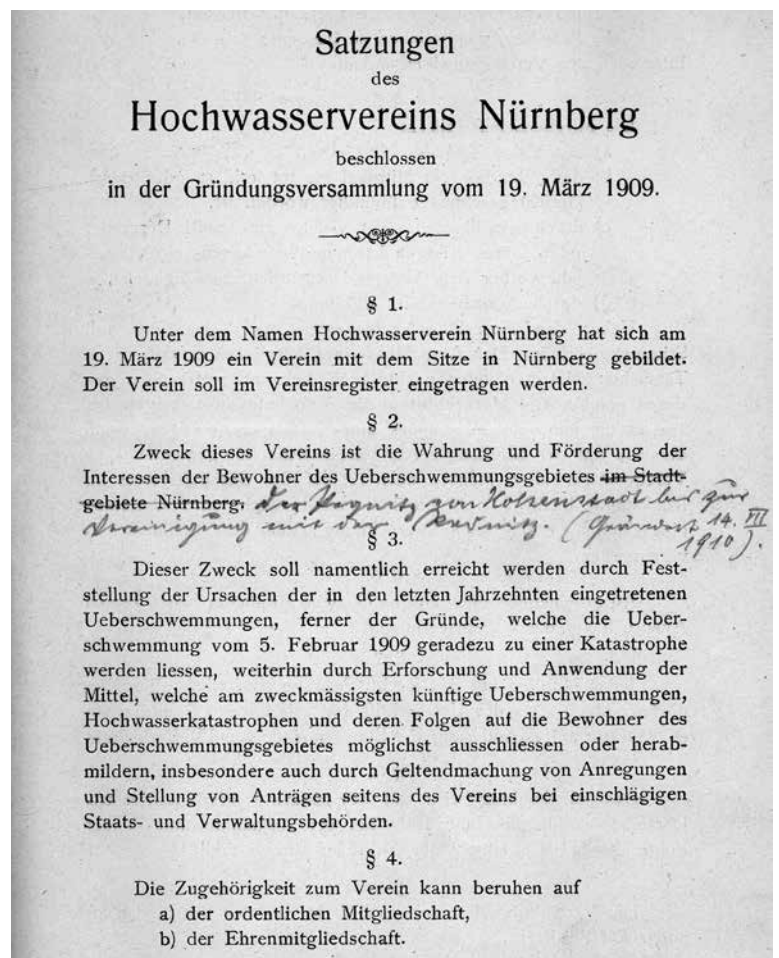 Satzungen
des
Hochwasservereins Nürnberg
beschlossen
in der Gründungsversammlung vom 19. März 1909.
§ 1.
Unter dem Namen Hochwasserverein Nürnberg hat sich am
19. März 1909 ein Verein mit dem Sitze in Nürnberg gebildet.
Der Verein soll im Vereinsregister eingetragen werden.
§ 2.
Zweck dieses Vereins ist die Wahrung und Förderung der
Interessen der Bewohner des Ueberschwemmungsgebietes im Stadt-
gebiete Nürnberg. der Pegnitz von Hohenstadt bis zur
Vereinigung mit der Rednitz. ( 14. VII
1910).
§ 3.
Dieser Zweck soll namentlich erreicht werden durch Fest-
stellung der Ursachen der in den letzten Jahrzehnten eingetretenen
Ueberschwemmungen, ferner der Gründe, welche die Ueber-
schwemmung vom 5. Februar 1909 geradezu zu einer Katastrophe
werden liessen, weiterhin durch Erforschung und Anwendung der
Mittel, welche am zweckmässigsten künftige Ueberschwemmungen,
Hochwasserkatastrophen und deren Folgen auf die Bewohner des
Ueberschwemmungsgebietes möglichst ausschliessen oder herab-
mildern, insbesondere auch durch Geltendmachung von Anregungen
und Stellung von Anträgen seitens des Vereins bei einschlägigen
Staats- und Verwaltungsbehörden.
§ 4.
Die Zugehörigkeit zum Verein kann beruhen auf
a) der ordentlichen Mitgliedschaft,
b) der Ehrenmitgliedschaft.